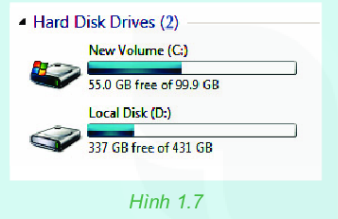 Hard Disk Drives (2)
New Volume (C:)
55.0 GB free of 99.9 GB
Local Disk (D:)
337 GB free of 431 GB
Hình 1.7